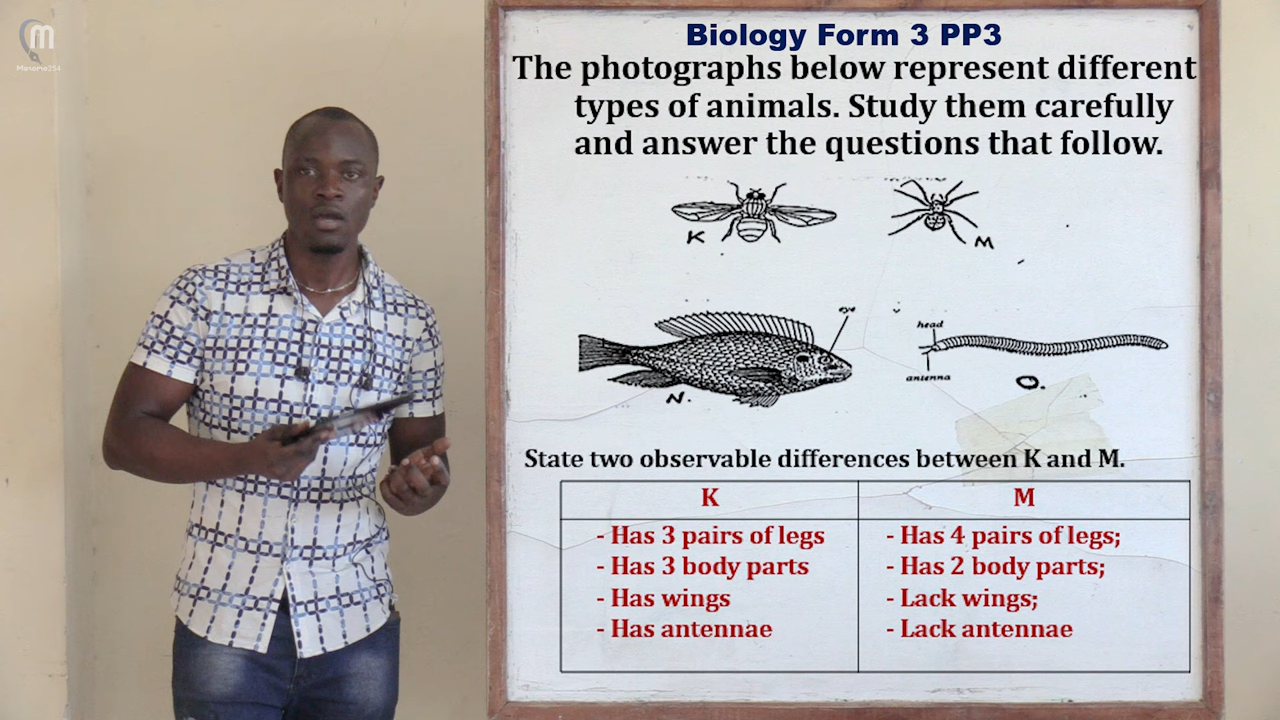 M
Masomo254
Biology Form 3 PP3
The photographs below represent different
types of animals. Study them carefully
and answer the questions that follow.
K
M
eye
head
antenna
N.
O.
State two observable differences between K and M.
K M
- Has 3 pairs of legs - Has 4 pairs of legs;
- Has 3 body parts - Has 2 body parts;
- Has wings - Lack wings;
- Has antennae - Lack antennae